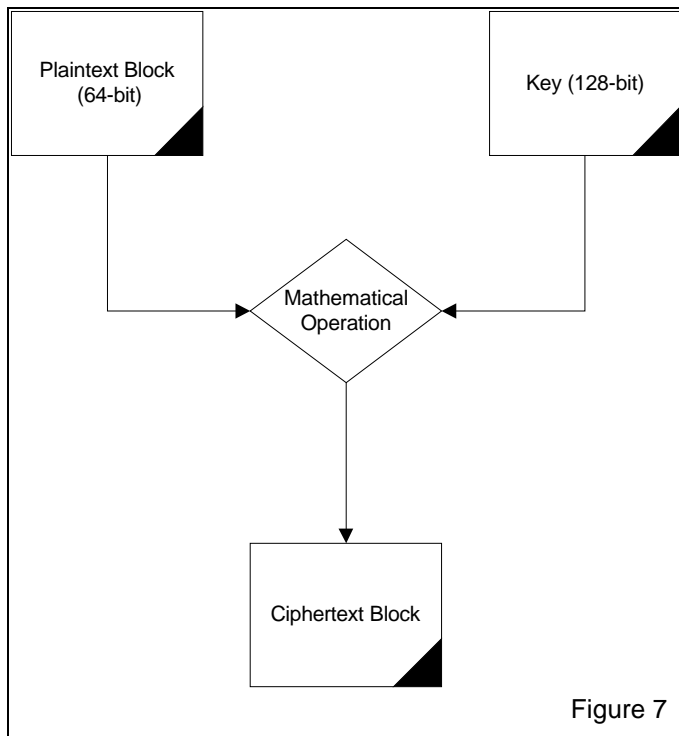 Plaintext Block
(64-bit)
Key (128-bit)
Mathematical
Operation
Ciphertext Block
Figure 7